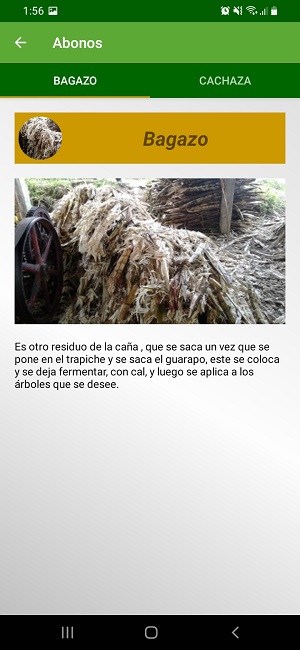 1:56
Abonos
BAGAZO CACHAZA
Bagazo
Es otro residuo de la caña , que se saca un vez que se
pone en el trapiche y se saca el guarapo, este se coloca
y se deja fermentar, con cal, y luego se aplica a los
árboles que se desee.